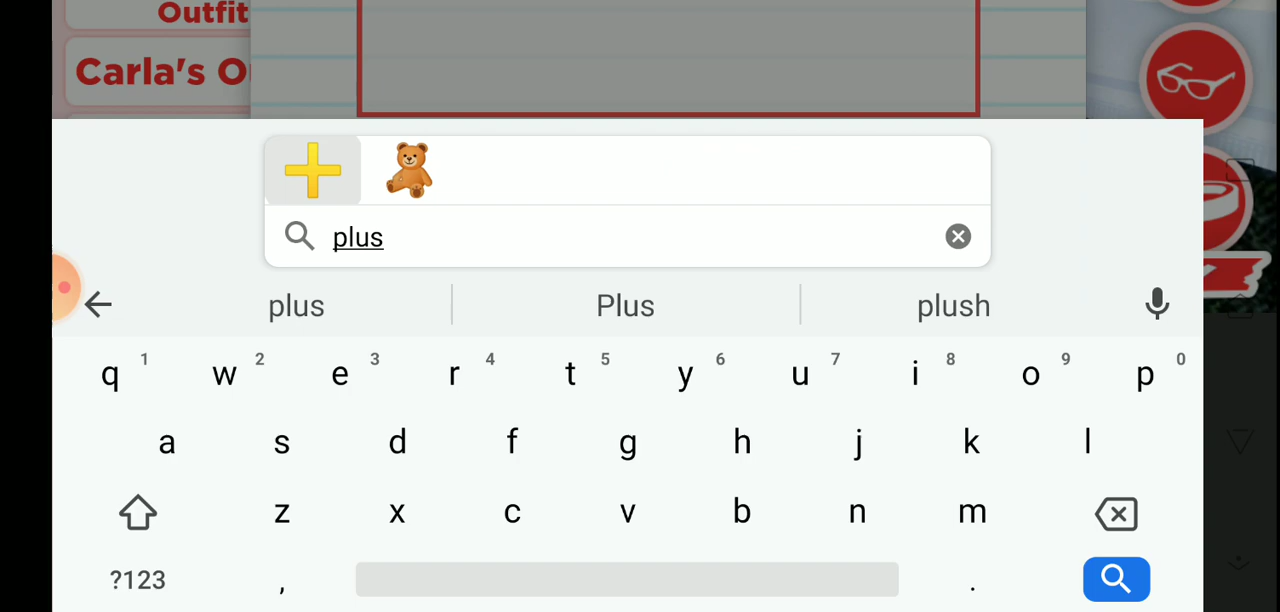 Outfit
Carla's O
plus
plus Plus plush
q 1 w 2 e 3 r 4 t 5 y 6 u 7 i 8 o 9 p 0
a s d f g h j k l
z x c v b n m
?123 , .